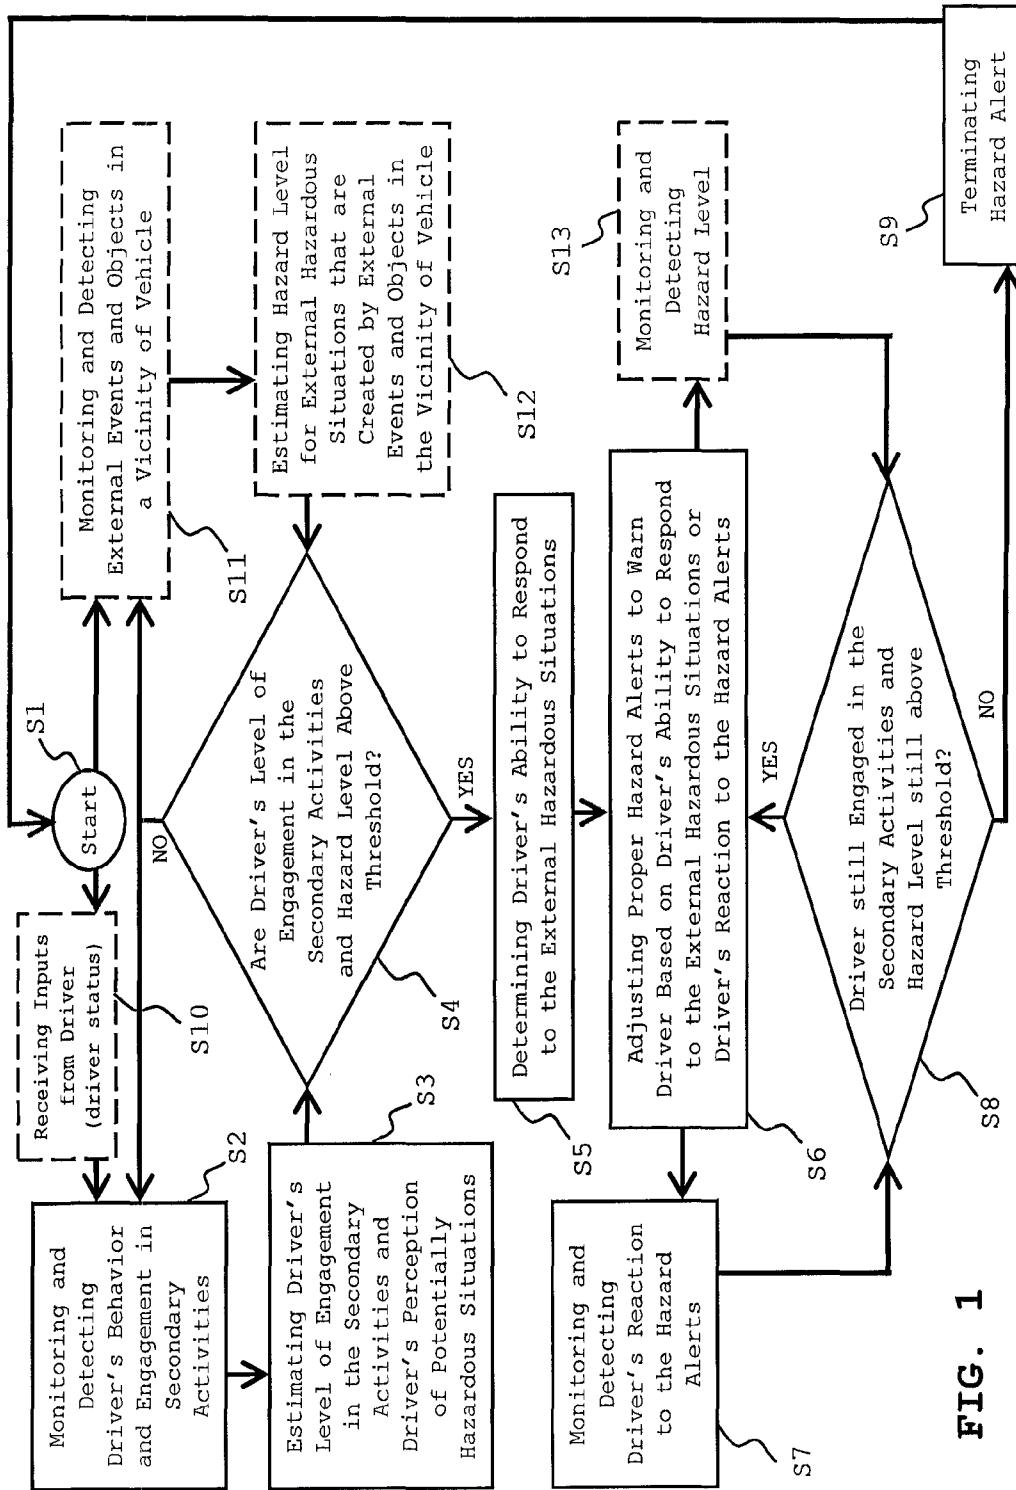 Start
S1
Receiving Inputs
from Driver
(driver status)
S10
Monitoring and
Detecting
Driver's Behavior
and Engagement in
Secondary
Activities
S2
Monitoring and Detecting
External Events and Objects in
a Vicinity of Vehicle
S11
Estimating Driver's
Level of Engagement
in the Secondary
Activities and
Driver's Perception
of Potentially
Hazardous Situations
S3
NO
Are Driver's Level of
Engagement in the
Secondary Activities
and Hazard Level Above
Threshold?
S4
YES
Estimating Hazard Level
for External Hazardous
Situations that are
Created by External
Events and Objects in
the Vicinity of Vehicle
S12
Determining Driver's Ability to Respond
to the External Hazardous Situations
S5
Adjusting Proper Hazard Alerts to Warn
Driver Based on Driver's Ability to Respond
to the External Hazardous Situations or
Driver's Reaction to the Hazard Alerts
S6
Monitoring and
Detecting
Driver's Reaction
to the Hazard
Alerts
S7
Monitoring and
Detecting
Hazard Level
S13
YES
Driver still Engaged in the
Secondary Activities and
Hazard Level still above
Threshold?
S8
NO
Terminating
Hazard Alert
S9
FIG. 1